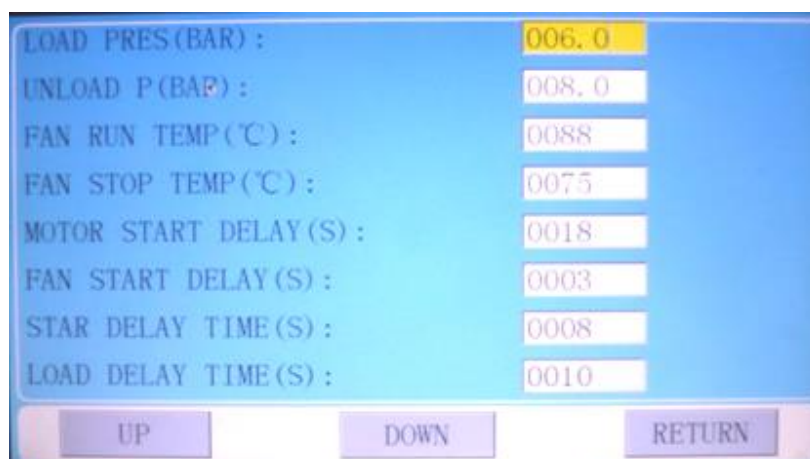 LOAD PRES(BAR): 006.0
UNLOAD P(BAR): 008.0
FAN RUN TEMP(℃): 0088
FAN STOP TEMP(℃): 0075
MOTOR START DELAY(S): 0018
FAN START DELAY(S): 0003
STAR DELAY TIME(S): 0008
LOAD DELAY TIME(S): 0010
UP DOWN RETURN